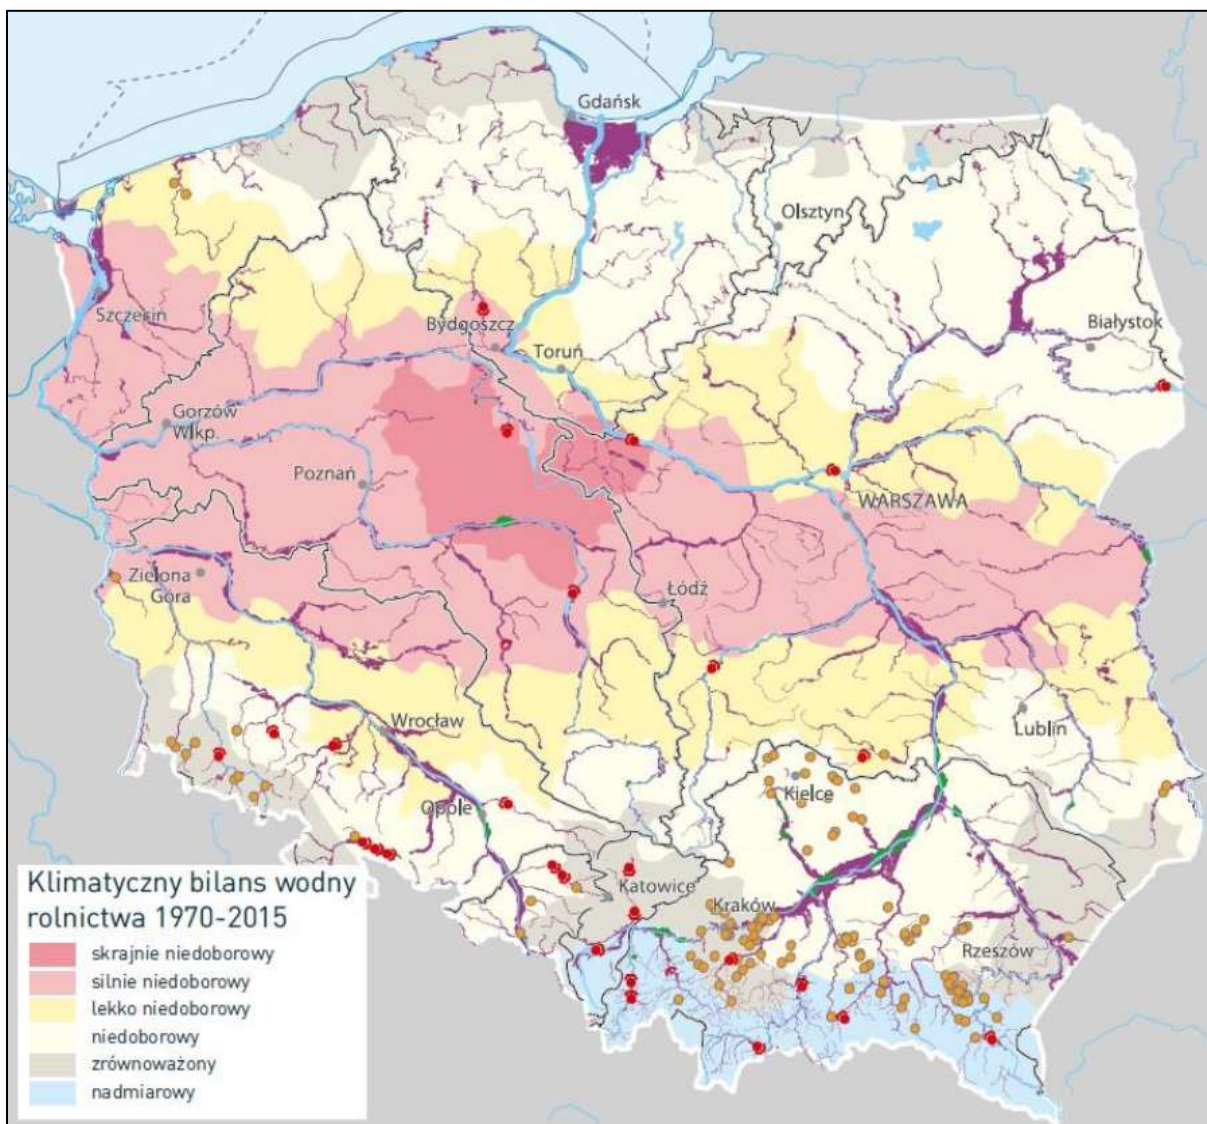 Gdańsk
Olsztyn
Szczecin
Bydgoszcz
Białystok
Toruń
Gorzów
Wlkp.
Poznań
WARSZAWA
Zielona
Góra
Łódź
Wrocław
Lublin
Kielce
Opole
Katowice
Kraków
Rzeszów
Klimatyczny bilans wodny
rolnictwa 1970-2015
skrajnie niedoborowy
silnie niedoborowy
lekko niedoborowy
niedoborowy
zrównoważony
nadmiarowy